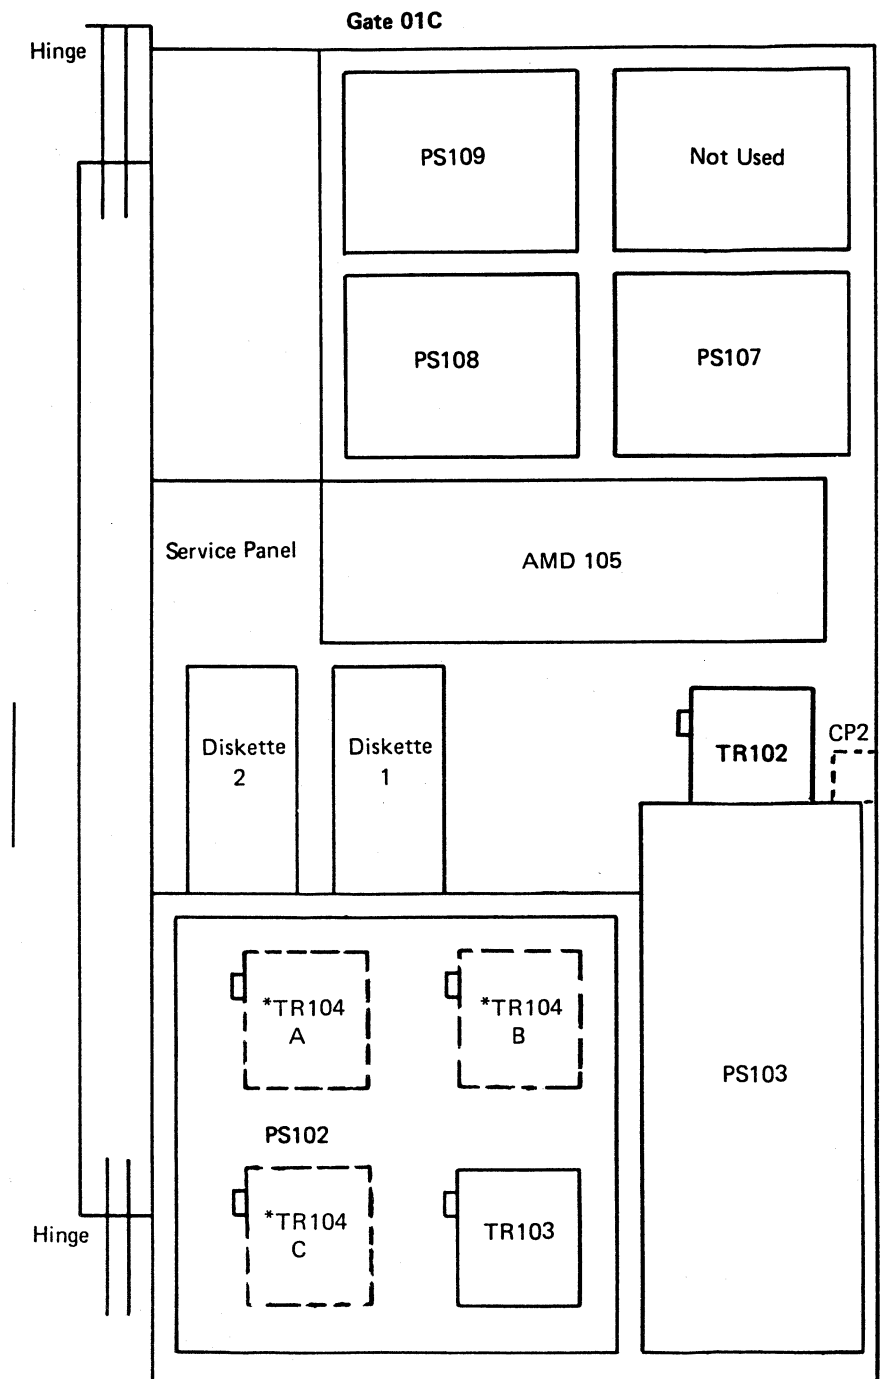 Gate 01C
Hinge
PS109
Not Used
PS108
PS107
Service Panel
AMD 105
Diskette
2
Diskette
1
TR102
CP2
*TR104
A
*TR104
B
PS103
PS102
*TR104
C
TR103
Hinge